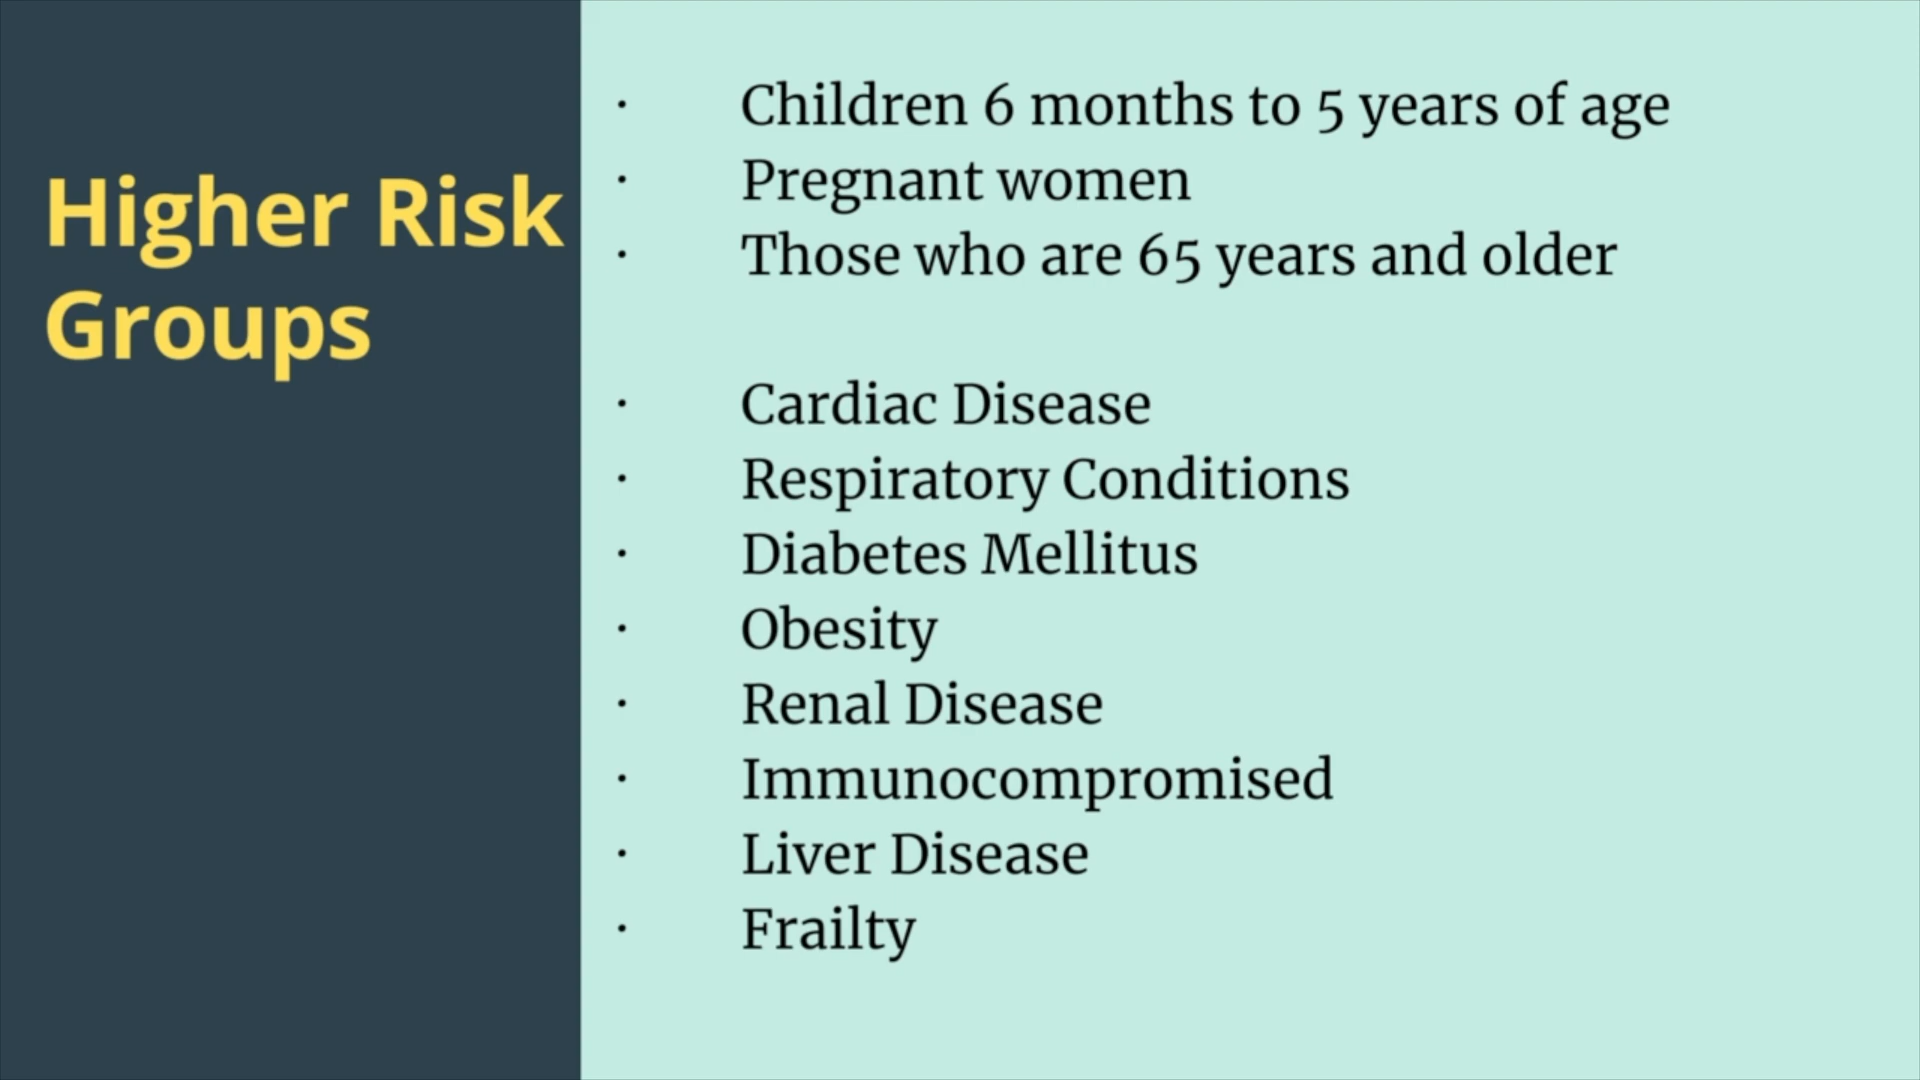 Higher Risk
Groups
· Children 6 months to 5 years of age
· Pregnant women
· Those who are 65 years and older
· Cardiac Disease
· Respiratory Conditions
· Diabetes Mellitus
· Obesity
· Renal Disease
· Immunocompromised
· Liver Disease
· Frailty